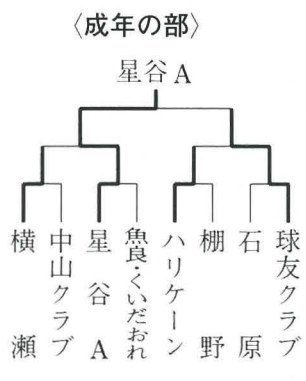 〈成年の部〉
星谷A
横瀬
中山クラブ
星谷A
魚良・くいだおれ
ハリケーン
棚野
石原
球友クラブ